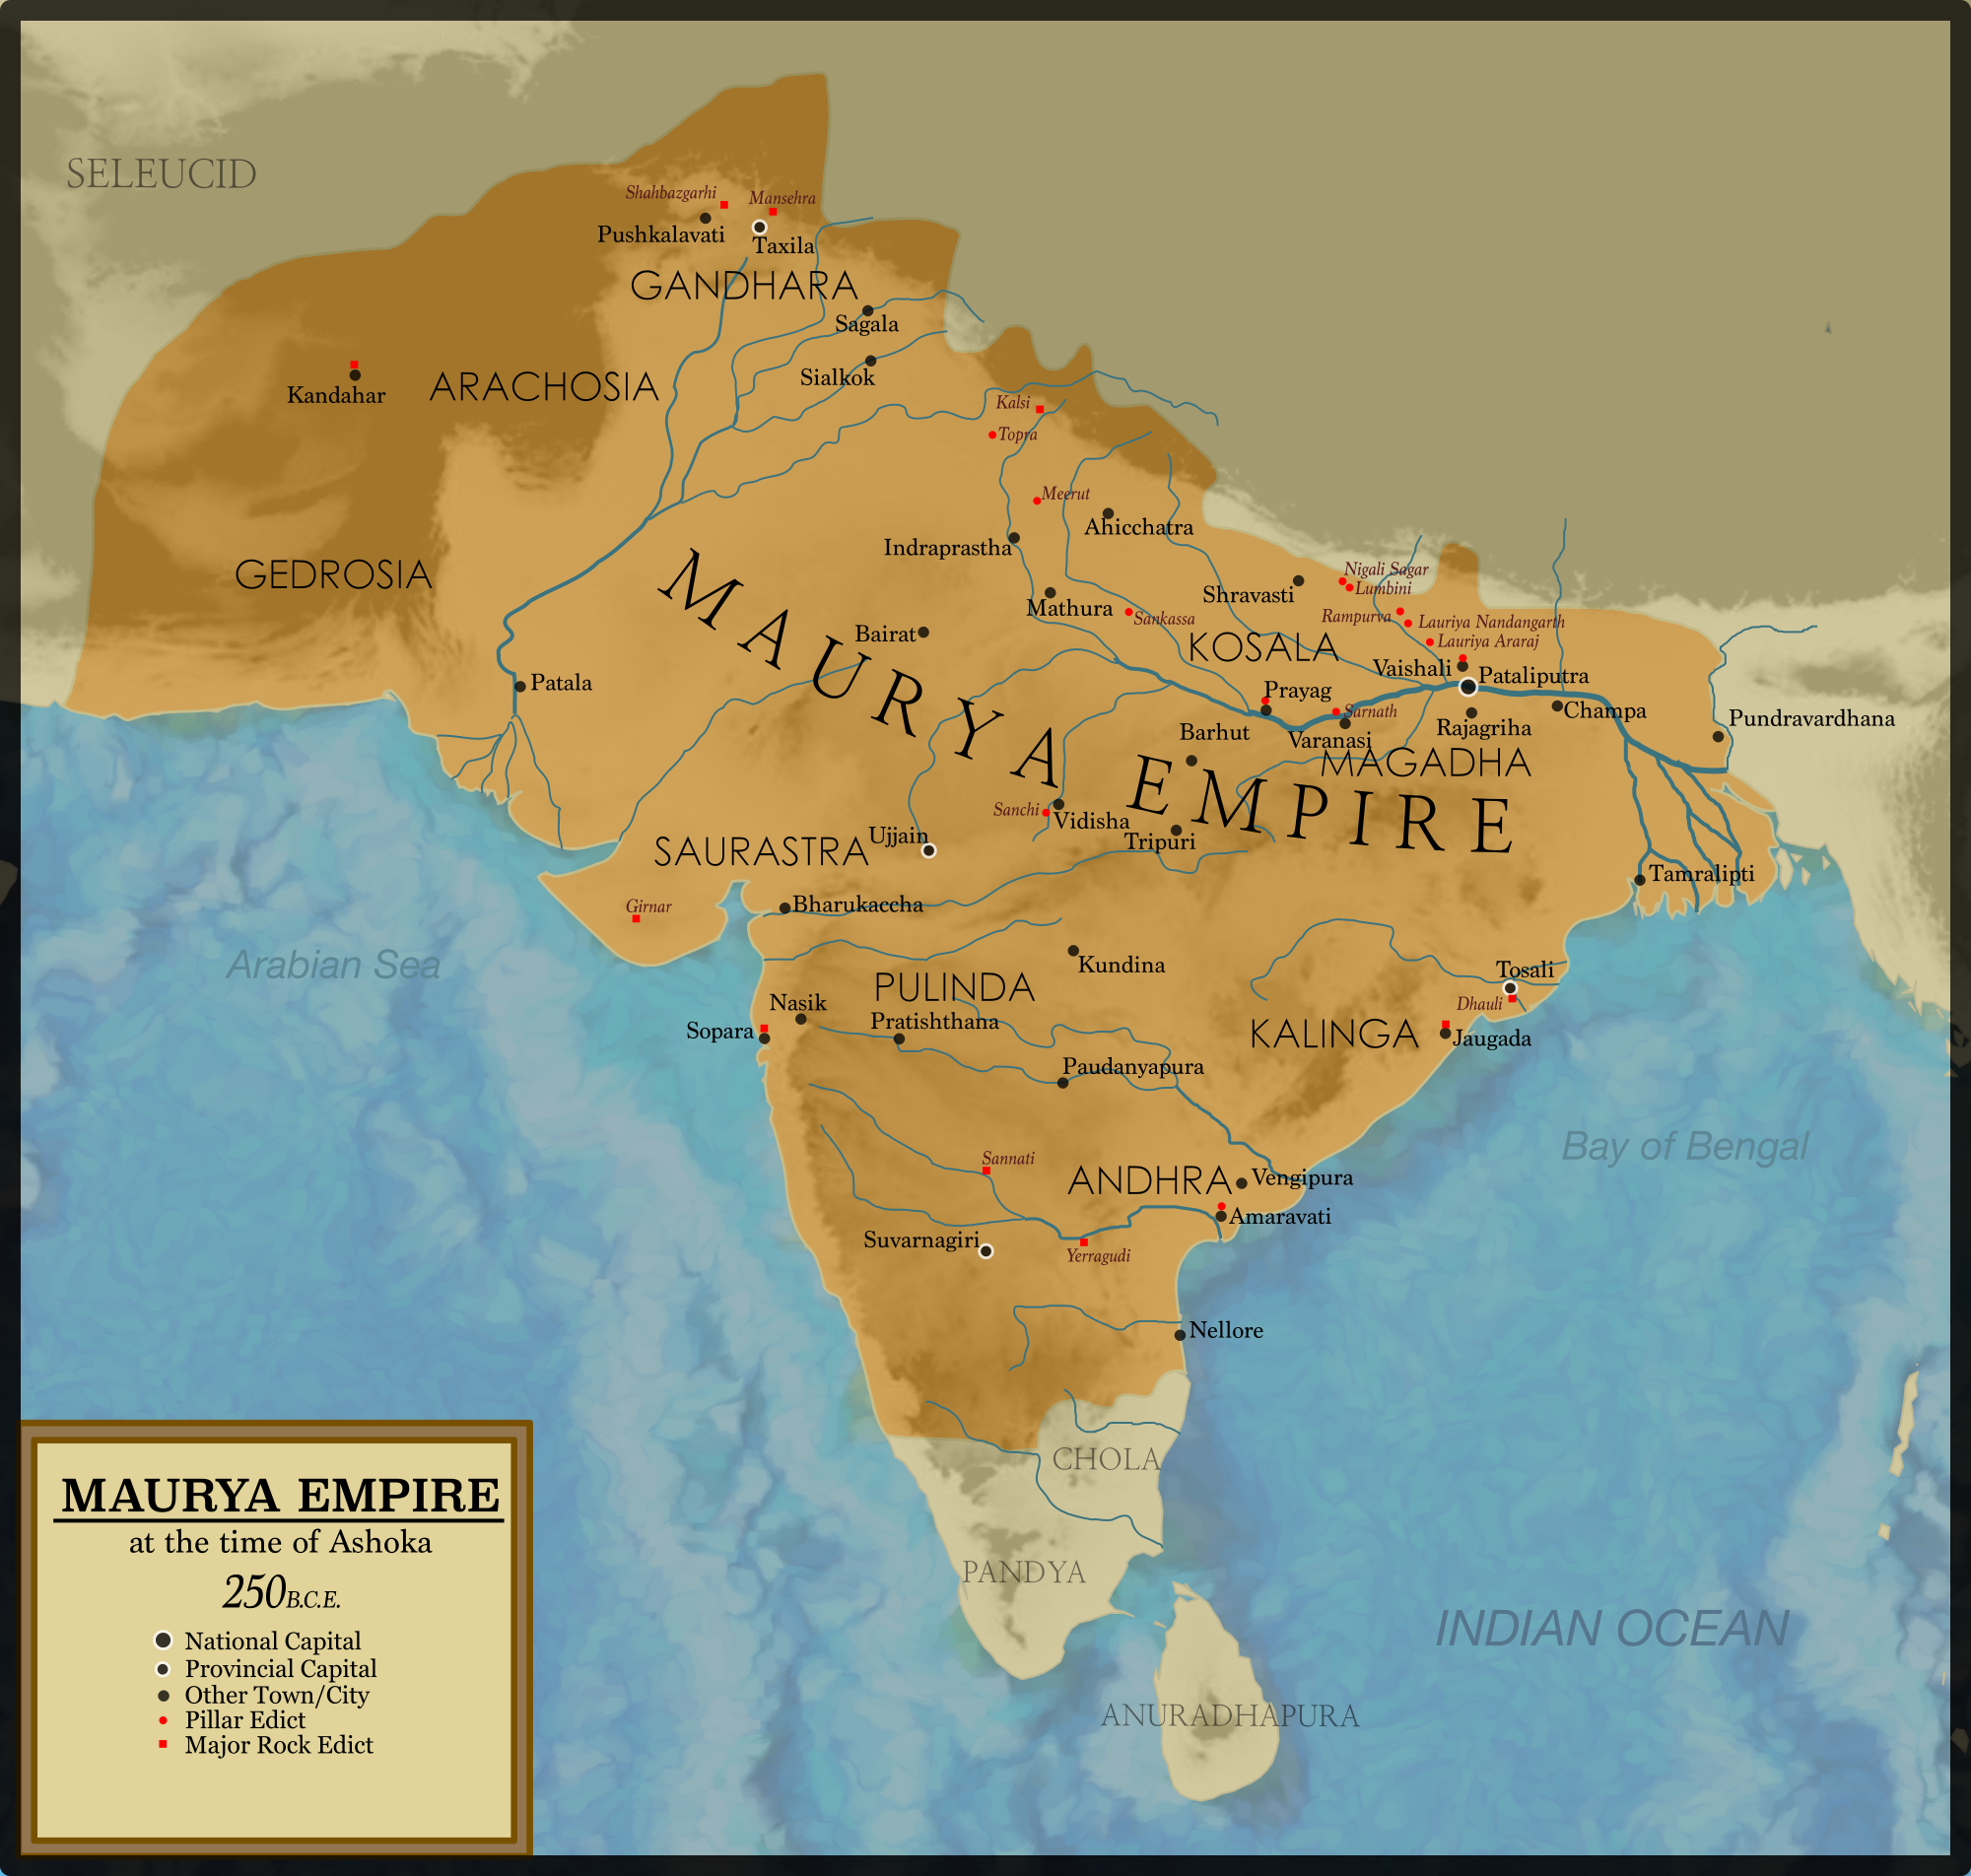 SELEUCID
Shahbazgarhi
Mansehra
Pushkalavati
Taxila
GANDHARA
Sagala
Sialkok
Kandahar
ARACHOSIA
Kalsi
Topra
Meerut
Ahicchatra
Indraprastha
GEDROSIA
Nigali Sagar
Lumbini
Shravasti
Mathura
Sankassa
Rampurva
Lauriya Nandangarth
Lauriya Araraj
Bairat
KOSALA
Vaishali
Pataliputra
Patala
Prayag
Sarnath
Champa
Pundravardhana
Barhut
Varanasi
Rajagriha
MAURYA EMPIRE
MAGADHA
Sanchi
Vidisha
Tripuri
SAURASTRA
Ujjain
Tamralipti
Bharukaccha
Girnar
Arabian Sea
Kundina
Tosali
PULINDA
Nasik
Dhauli
Pratishthana
Sopara
KALINGA
Jaugada
Paudanyapura
Bay of Bengal
Sannati
ANDHRA
Vengipura
Amaravati
Suvarnagiri
Yerragudi
Nellore
CHOLA
PANDYA
INDIAN OCEAN
ANURADHAPURA
MAURYA EMPIRE
at the time of Ashoka
250B.C.E.
National Capital
Provincial Capital
Other Town/City
Pillar Edict
Major Rock Edict